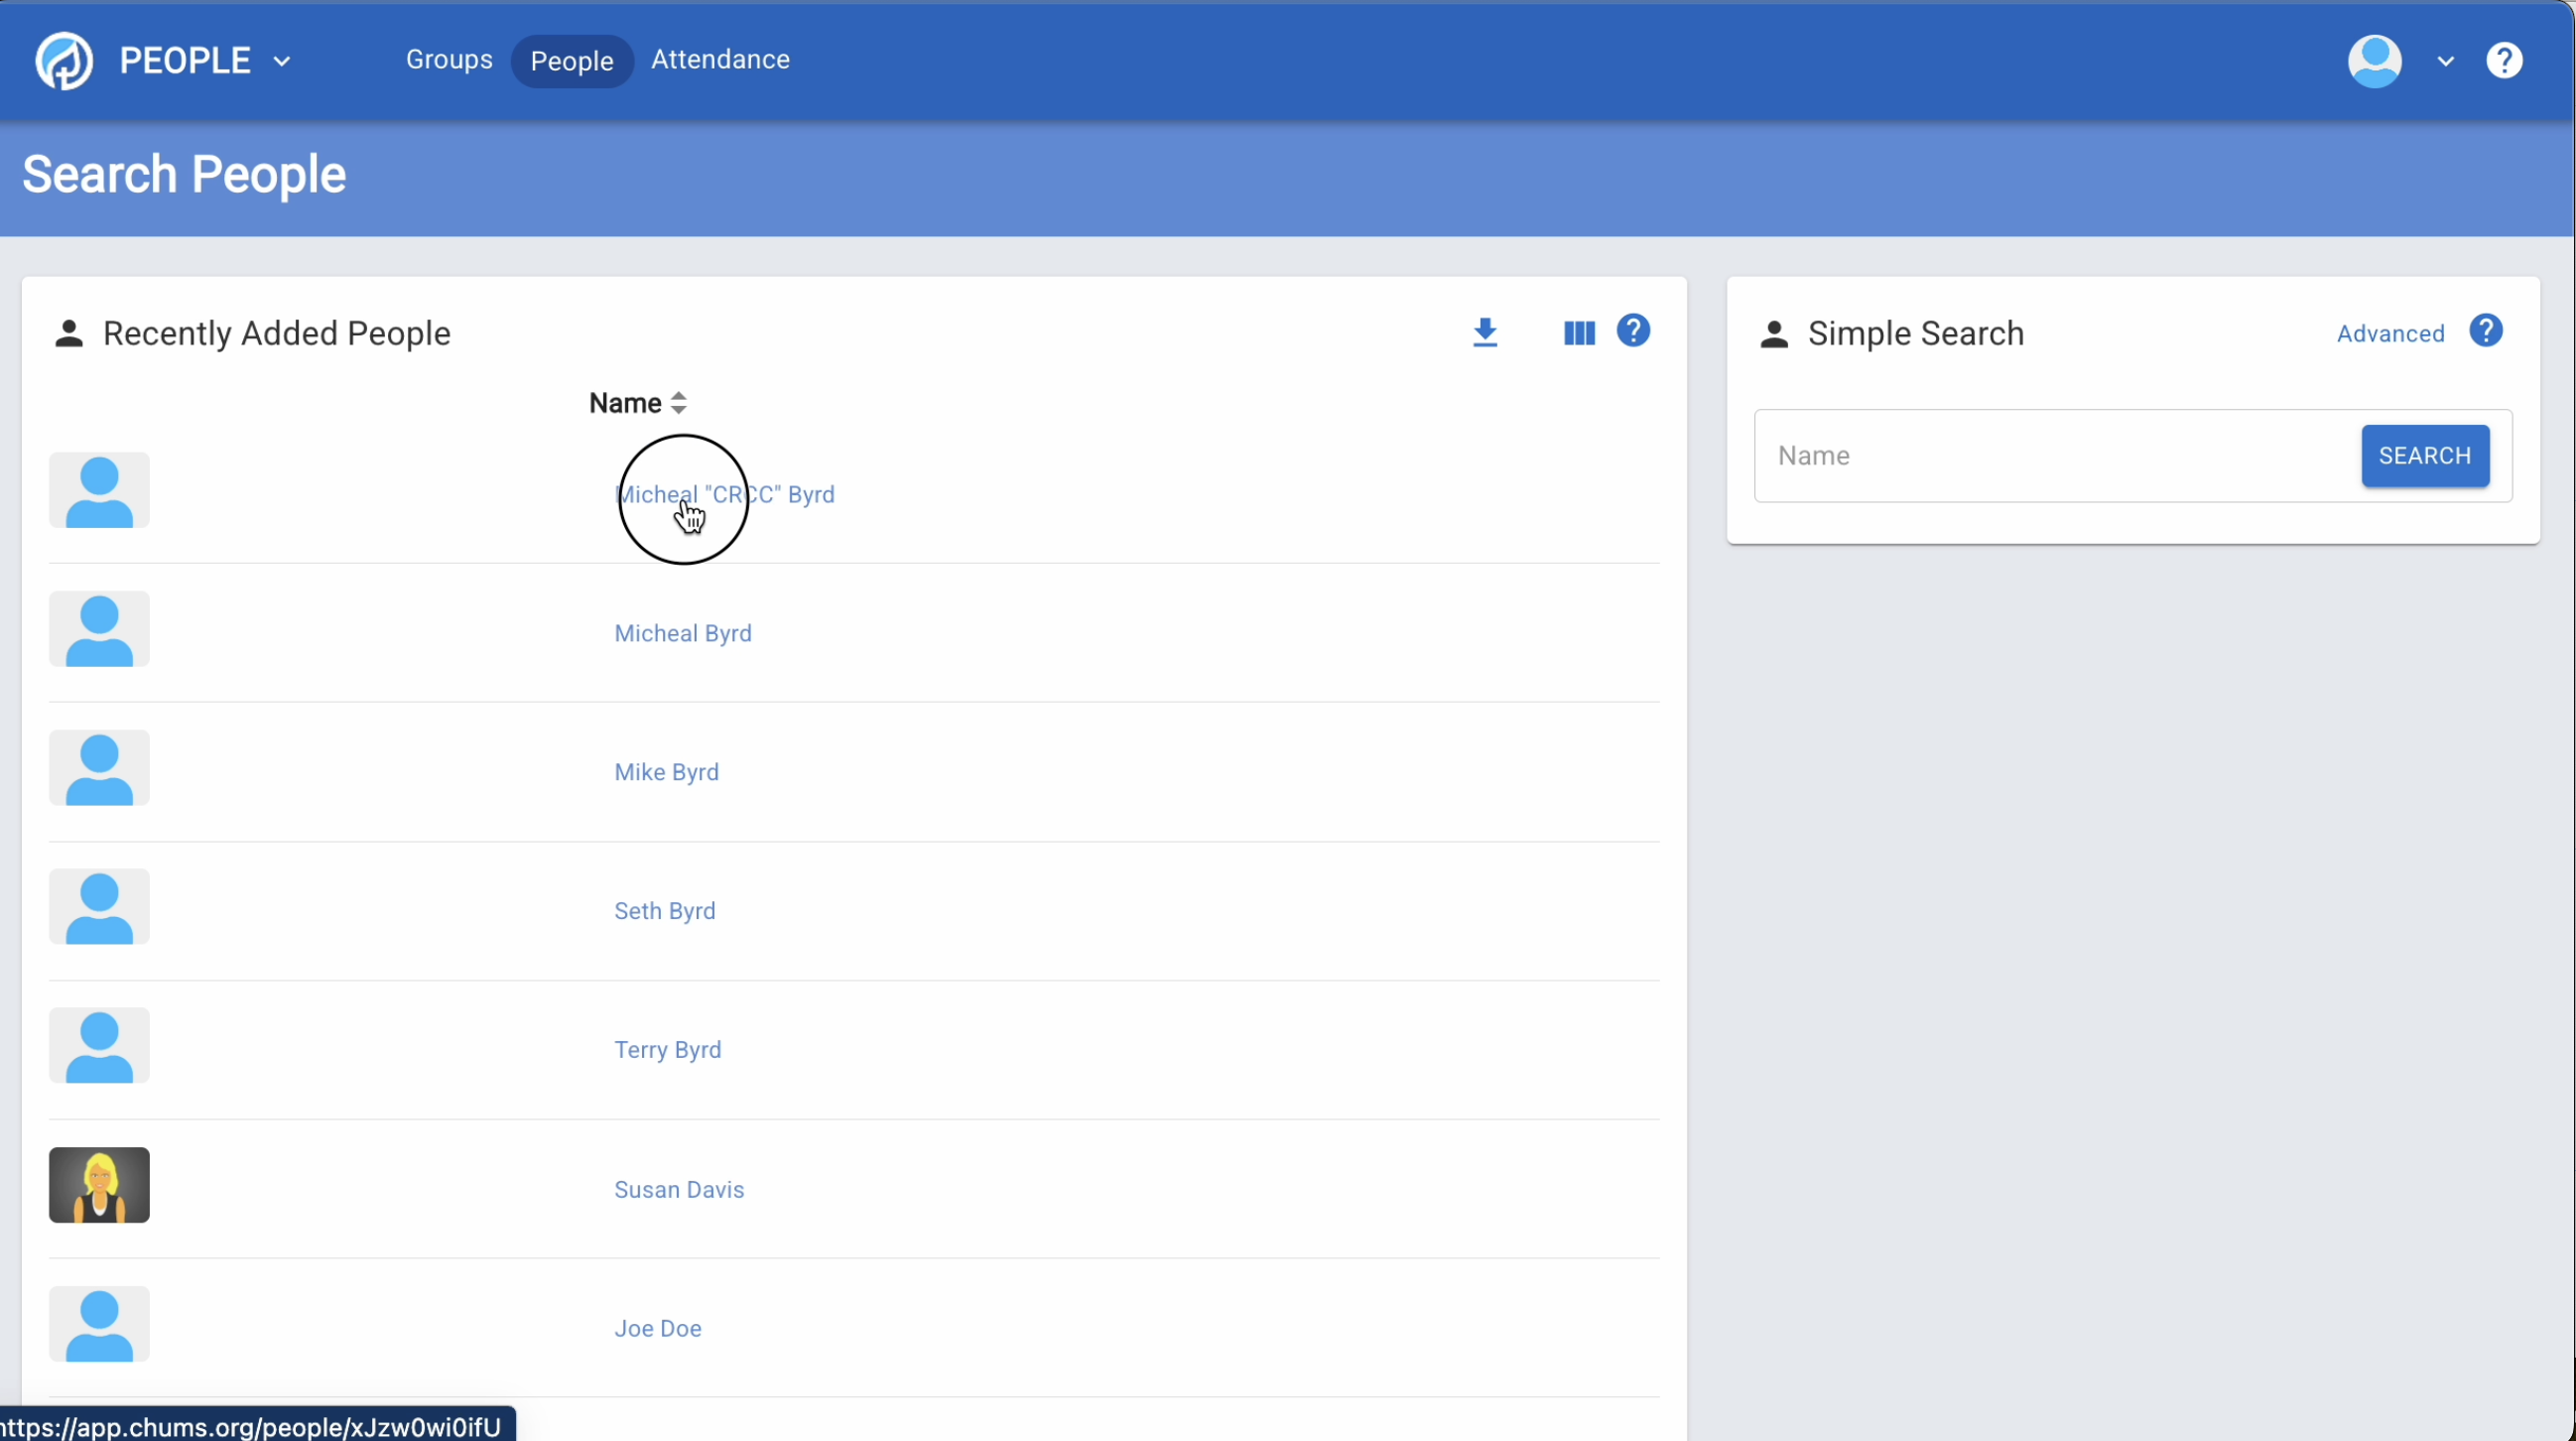 PEOPLE Groups People Attendance
Search People
Recently Added People
Name
Micheal "CRCC" Byrd
Micheal Byrd
Mike Byrd
Seth Byrd
Terry Byrd
Susan Davis
Joe Doe
Simple Search Advanced
Name SEARCH
ttps://app.chums.org/people/xJzw0wi0ifU